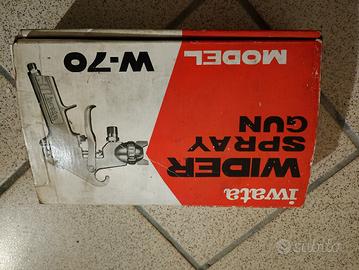 iwata
WIDER
SPRAY
GUN
MODEL
W-70
subito